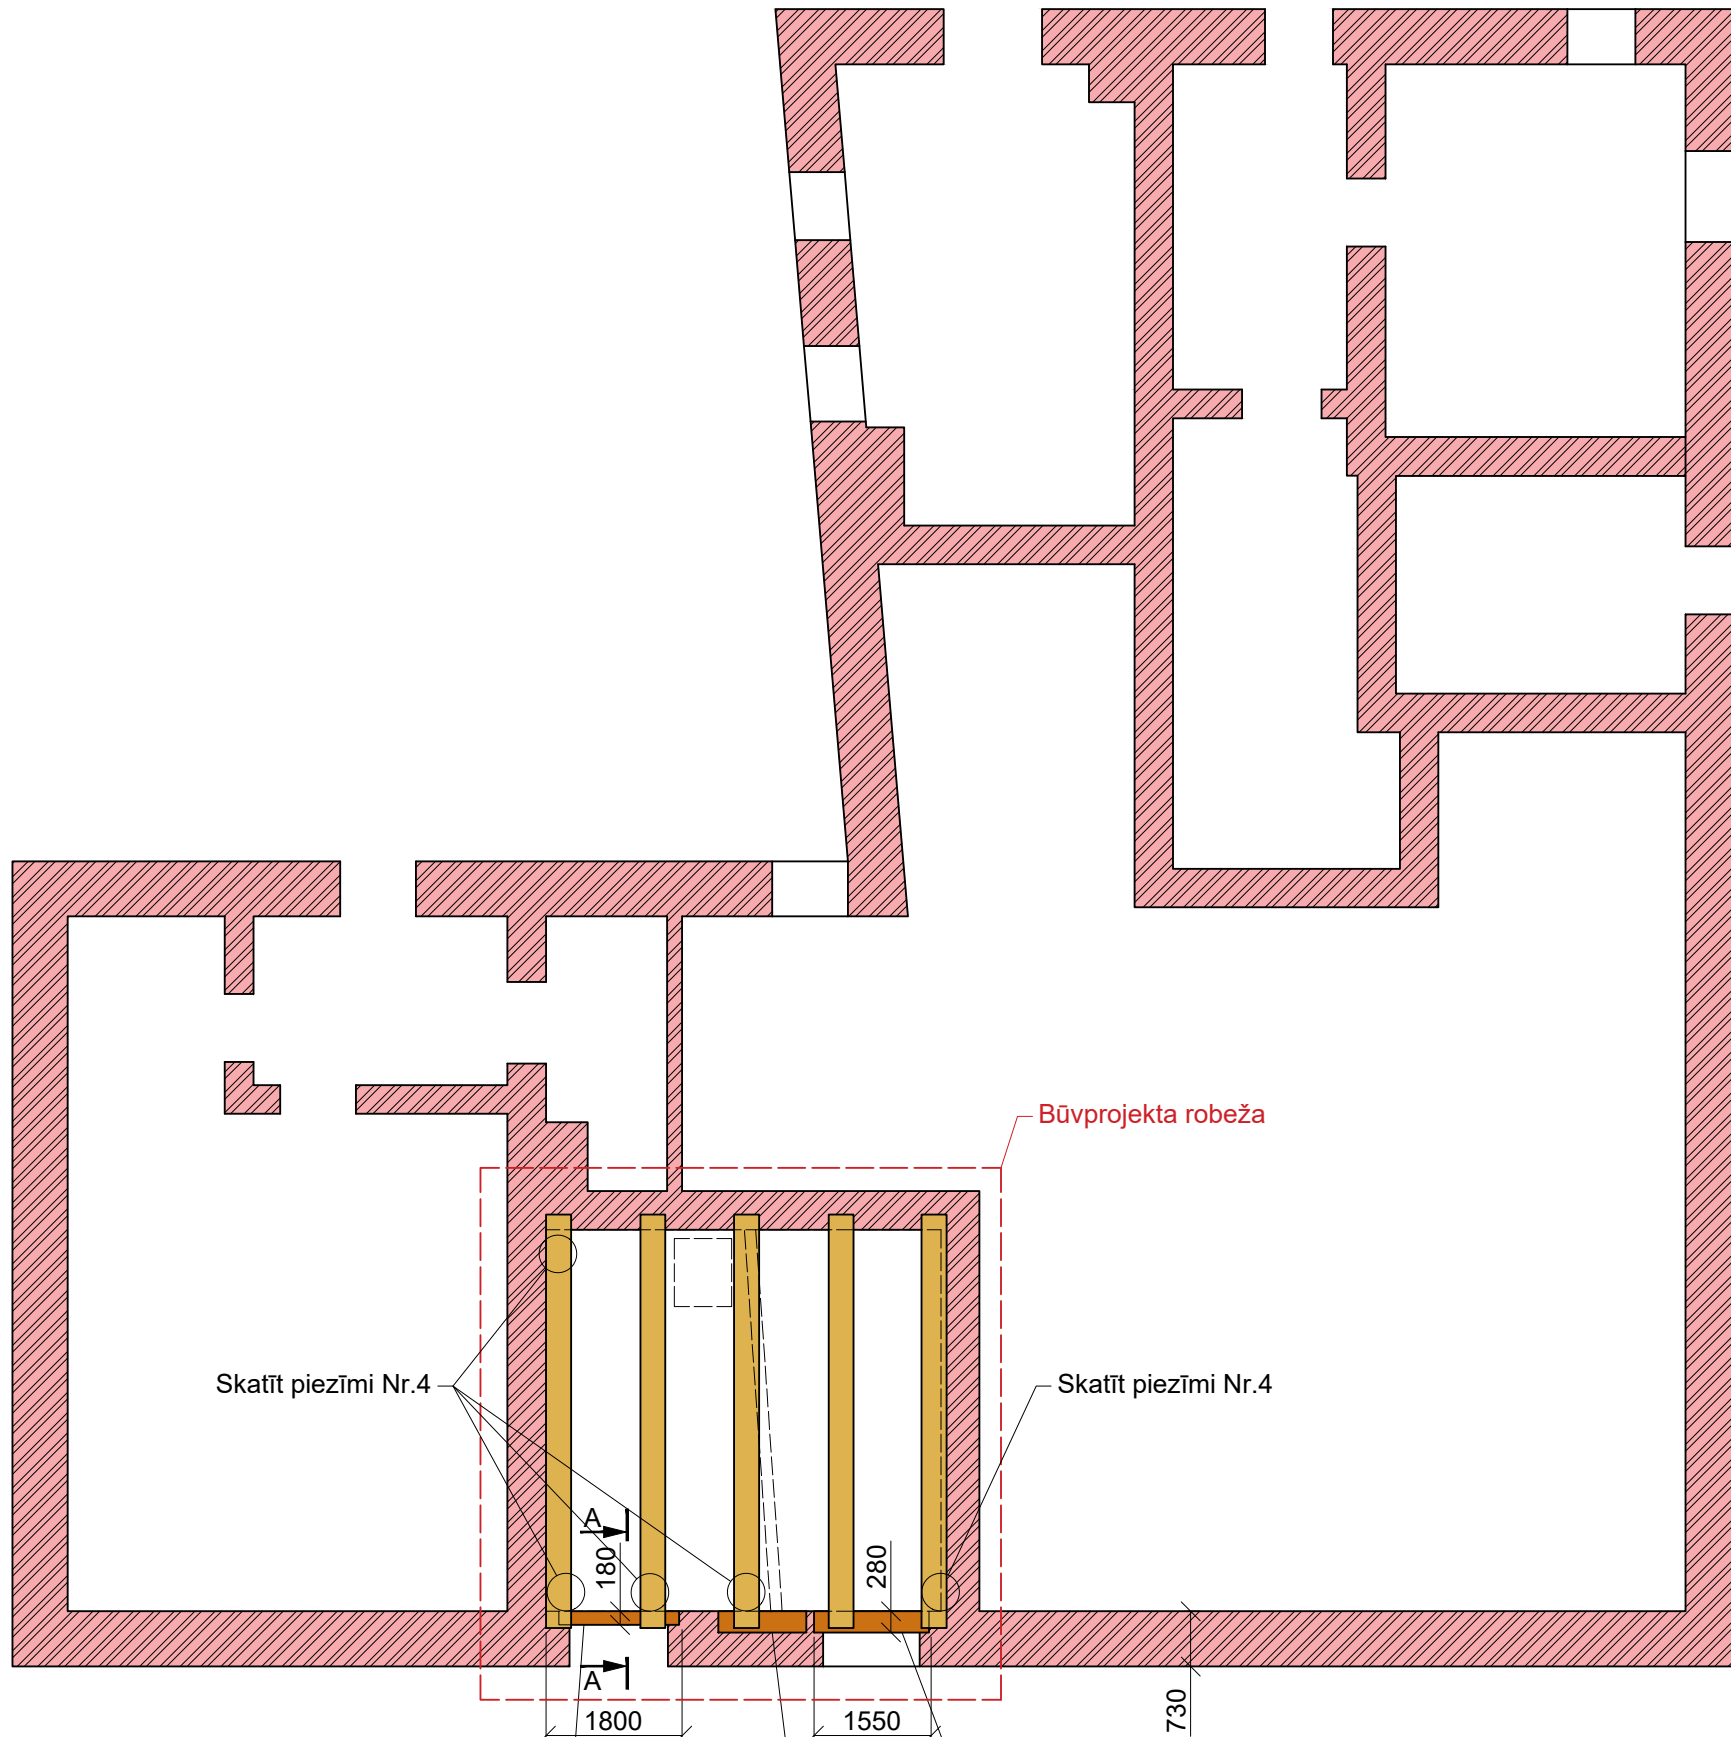 Būvprojekta robeža
Skatīt piezīmi Nr.4
Skatīt piezīmi Nr.4
A
180
280
A
1800
1550
730